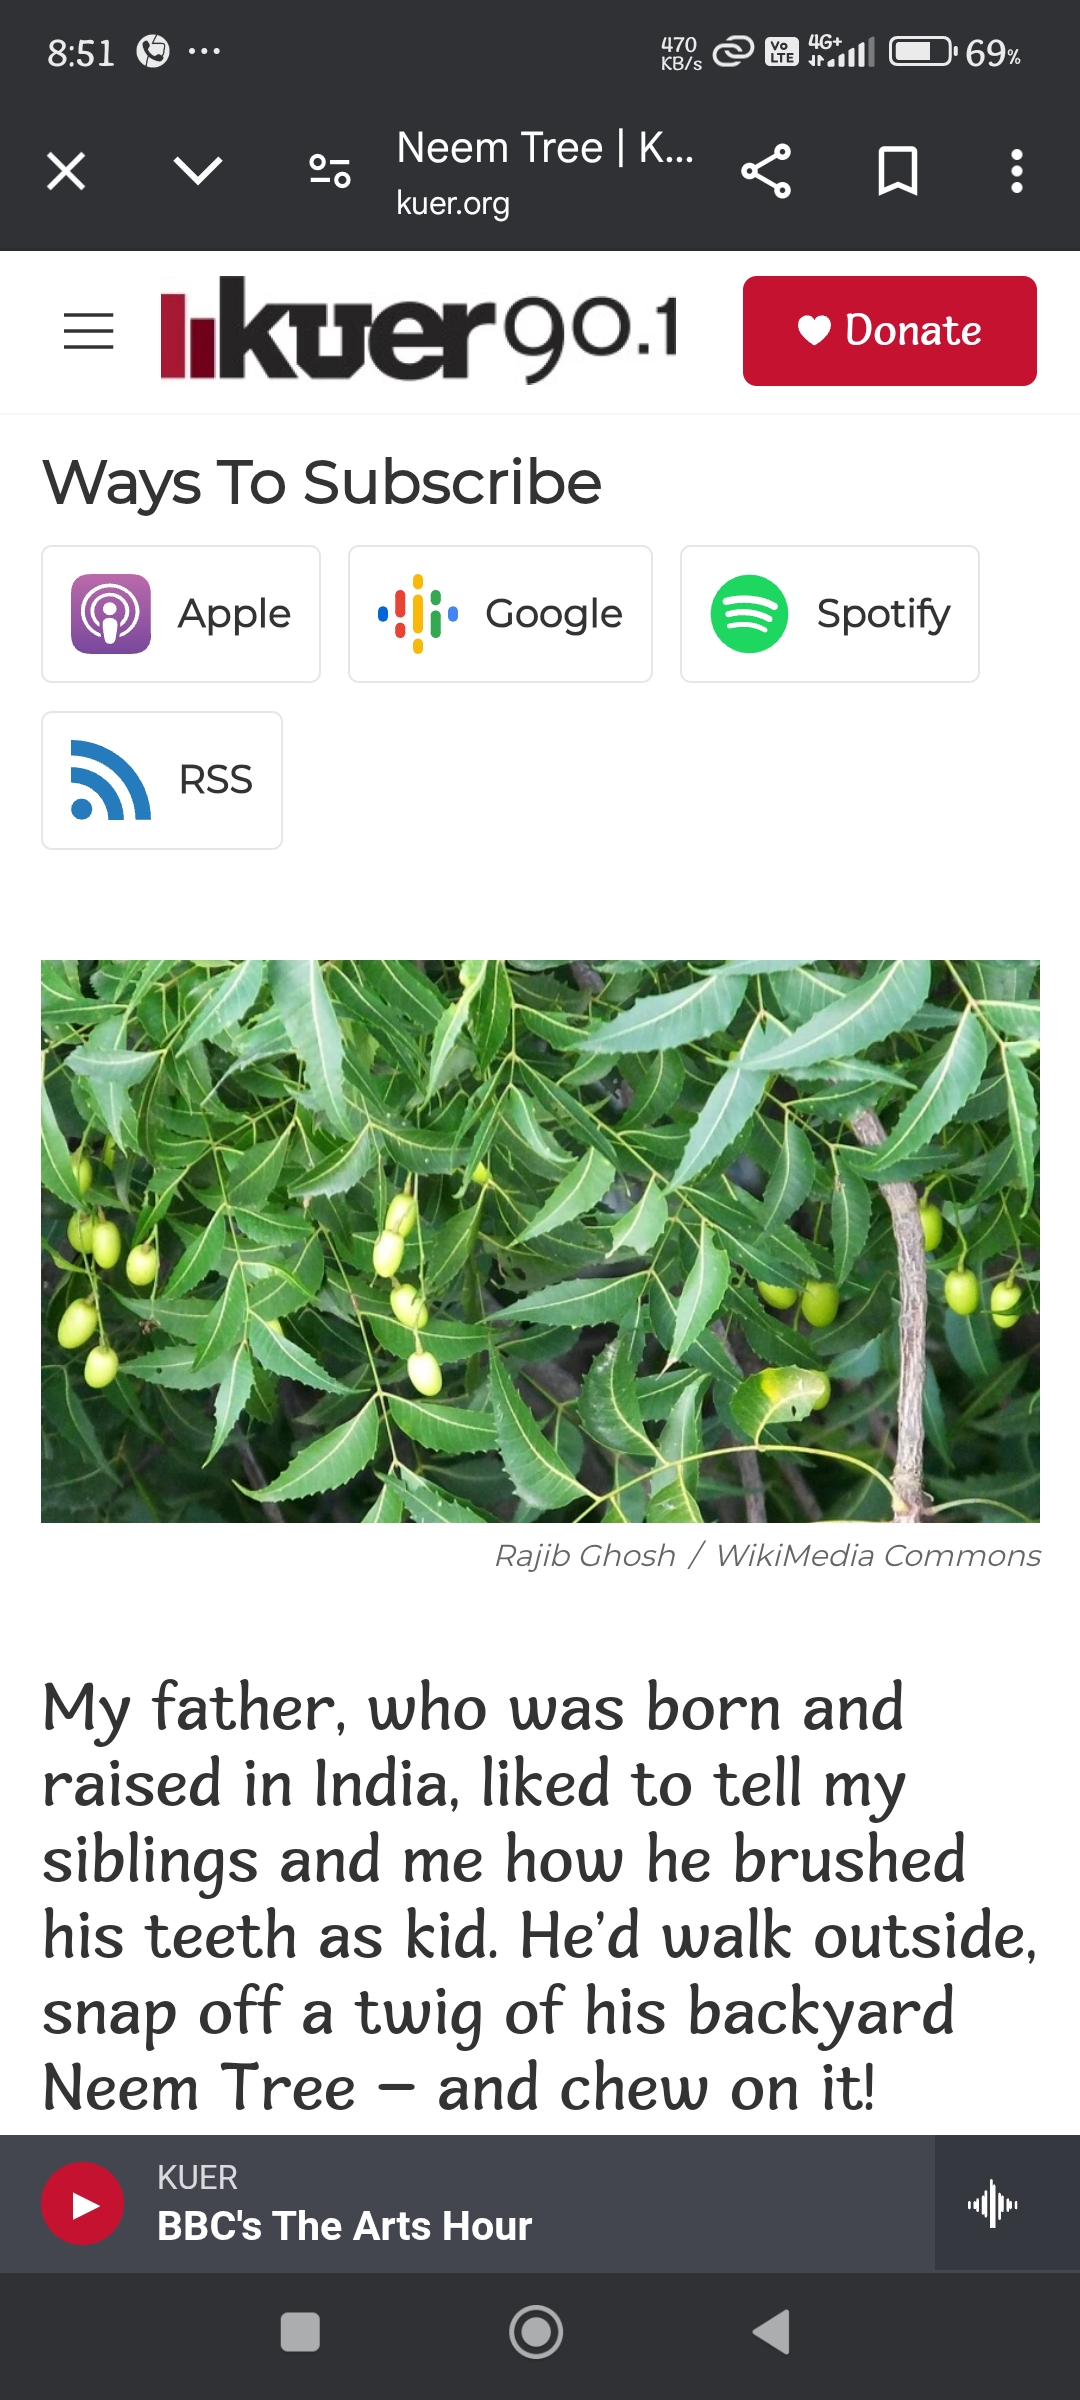 8:51 ...
470 KB/s Vo LTE 4G+ 69%
Neem Tree | K...
kuer.org
kuer 90.1
Donate
Ways To Subscribe
Apple
Google
Spotify
RSS
Rajib Ghosh / WikiMedia Commons
My father, who was born and
raised in India, liked to tell my
siblings and me how he brushed
his teeth as kid. He’d walk outside,
snap off a twig of his backyard
Neem Tree – and chew on it!
KUER
BBC's The Arts Hour